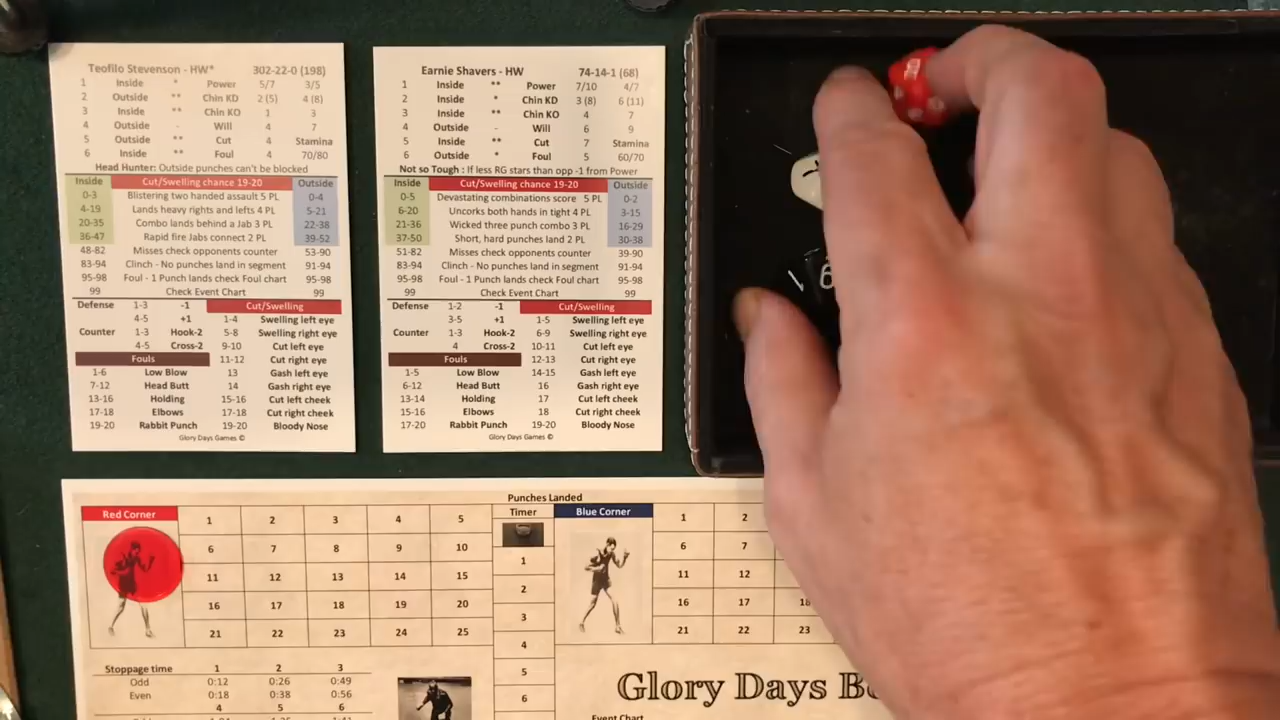 Teofilo Stevenson - HW* 302-22-0 (198)
1 Inside * Power 5/7 3/5
2 Outside ** Chin KD 2 (5) 4 (8)
3 Inside ** Chin KO 1 3
4 Outside - Will 4 7
5 Outside ** Cut 4 Stamina
6 Inside ** Foul 4 70/80
Head Hunter: Outside punches can't be blocked
Inside Cut/Swelling chance 19-20 Outside
0-3 Blistering two handed assault 5 PL 0-4
4-19 Lands heavy rights and lefts 4 PL 5-21
20-35 Combo lands behind a Jab 3 PL 22-38
36-47 Rapid fire Jabs connect 2 PL 39-52
48-82 Misses check opponents counter 53-90
83-94 Clinch - No punches land in segment 91-94
95-98 Foul - 1 Punch lands check Foul chart 95-98
99 Check Event Chart 99
Defense 1-3 -1 Cut/Swelling
4-5 +1 1-4 Swelling left eye
Counter 1-3 Hook-2 5-8 Swelling right eye
4-5 Cross-2 9-10 Cut left eye
Fouls 11-12 Cut right eye
1-6 Low Blow 13 Gash left eye
7-12 Head Butt 14 Gash right eye
13-16 Holding 15-16 Cut left cheek
17-18 Elbows 17-18 Cut right cheek
19-20 Rabbit Punch 19-20 Bloody Nose
Glory Days Games ©
Earnie Shavers - HW 74-14-1 (68)
1 Inside ** Power 7/10 4/7
2 Inside * Chin KD 3 (8) 6 (11)
3 Inside ** Chin KO 4 7
4 Outside - Will 6 9
5 Inside ** Cut 7 Stamina
6 Outside * Foul 5 60/70
Not so Tough : If less RG stars than opp -1 from Power
Inside Cut/Swelling chance 19-20 Outside
0-5 Devastating combinations score 5 PL 0-2
6-20 Uncorks both hands in tight 4 PL 3-15
21-36 Wicked three punch combo 3 PL 16-29
37-50 Short, hard punches land 2 PL 30-38
51-82 Misses check opponents counter 39-90
83-94 Clinch - No punches land in segment 91-94
95-98 Foul - 1 Punch lands check Foul chart 95-98
99 Check Event Chart 99
Defense 1-2 -1 Cut/Swelling
3-5 +1 1-5 Swelling left eye
Counter 1-3 Hook-2 6-9 Swelling right eye
4 Cross-2 10-11 Cut left eye
Fouls 12-13 Cut right eye
1-5 Low Blow 14-15 Gash left eye
6-12 Head Butt 16 Gash right eye
13-14 Holding 17 Cut left cheek
15-16 Elbows 18 Cut right cheek
17-20 Rabbit Punch 19-20 Bloody Nose
Glory Days Games ©
Punches Landed
Red Corner 1 2 3 4 5 Timer Blue Corner 1 2
6 7 8 9 10 6 7
11 12 13 14 15 1 11 12
16 17 18 19 20 2 16 17 18
21 22 23 24 25 3 21 22 23
4
5
6
Stoppage time 1 2 3
Odd 0:12 0:26 0:49
Even 0:18 0:38 0:56
4 5 6
Glory Days
Event Chart